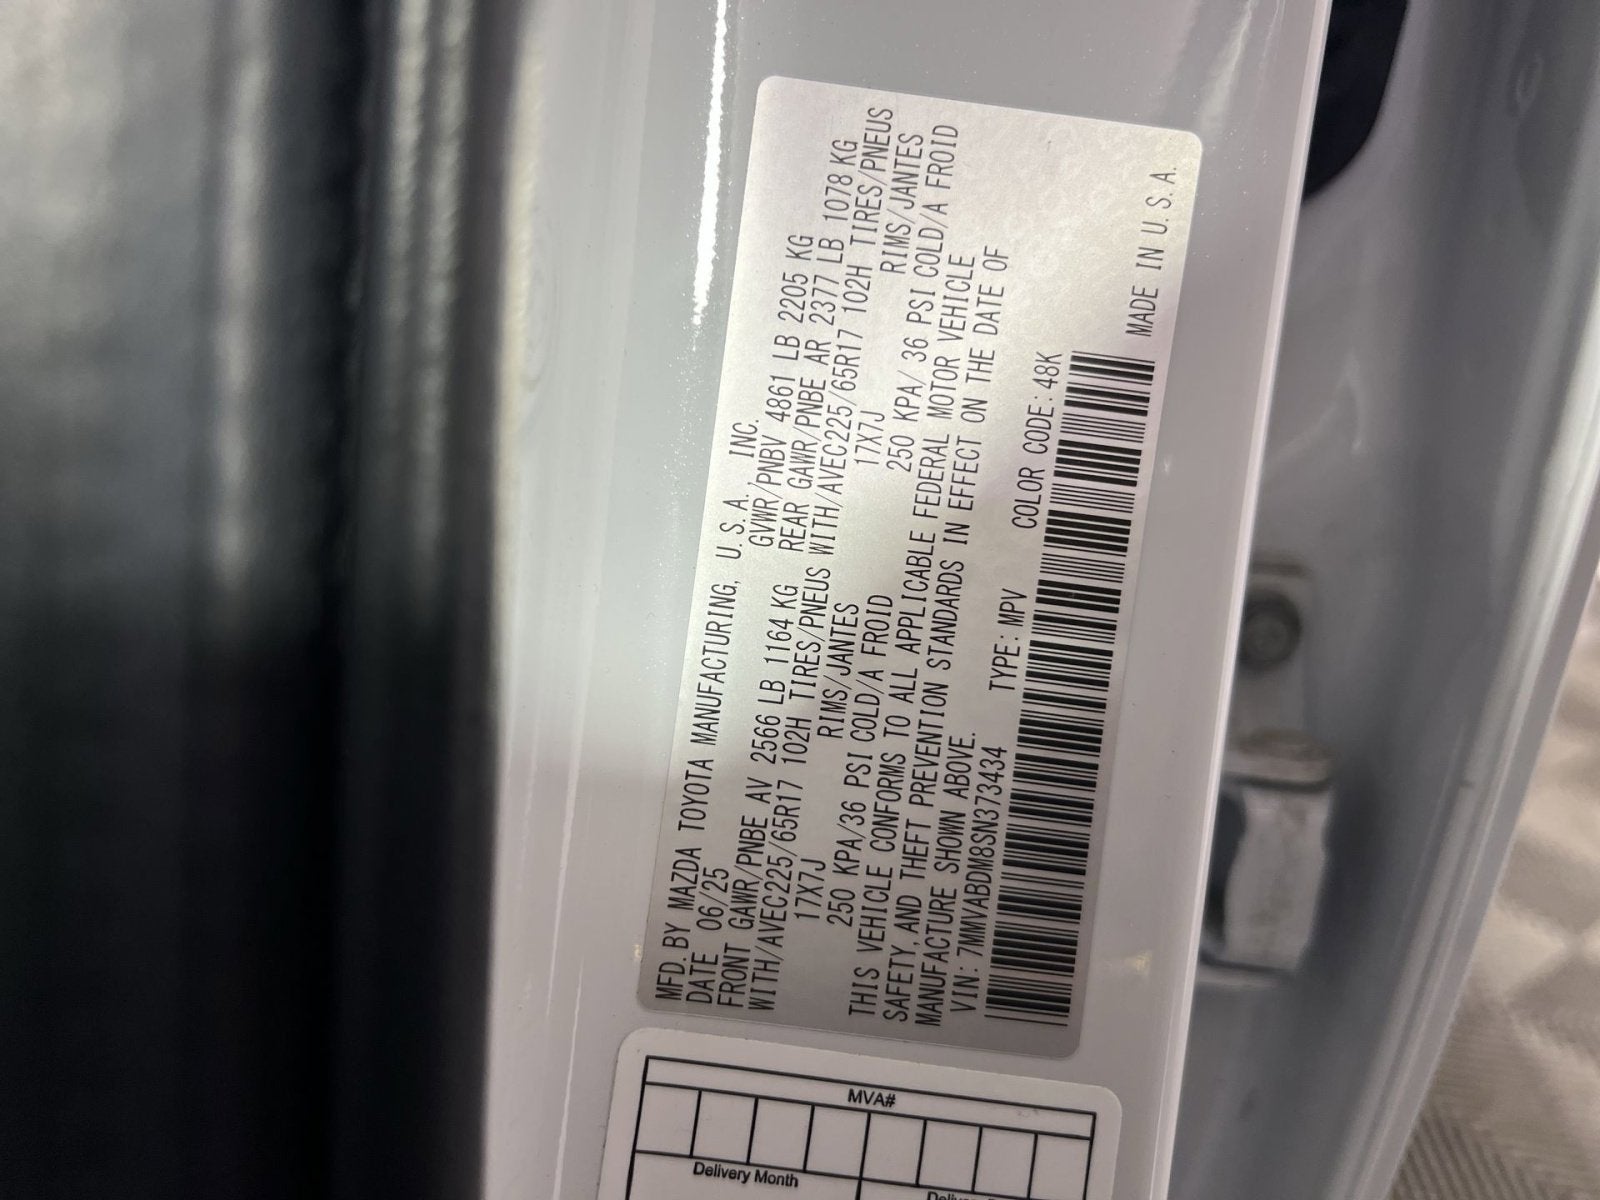 MFD. BY MAZDA TOYOTA MANUFACTURING, U.S.A., INC.
DATE 06/25 GVWR/PNBV 4861 LB 2205 KG
FRONT GAWR/PNBE AV 2566 LB 1164 KG REAR GAWR/PNBE AR 2377 LB 1078 KG
WITH/AVEC225/65R17 102H TIRES/PNEUS WITH/AVEC225/65R17 102H TIRES/PNEUS
17X7J RIMS/JANTES 17X7J RIMS/JANTES
250 KPA/36 PSI COLD/A FROID 250 KPA/ 36 PSI COLD/A FROID
THIS VEHICLE CONFORMS TO ALL APPLICABLE FEDERAL MOTOR VEHICLE
SAFETY, AND THEFT PREVENTION STANDARDS IN EFFECT ON THE DATE OF
MANUFACTURE SHOWN ABOVE.
VIN: 7MMVABDM8SN373434 TYPE: MPV COLOR CODE: 48K
MADE IN U.S.A.
MVA#
Delivery Month